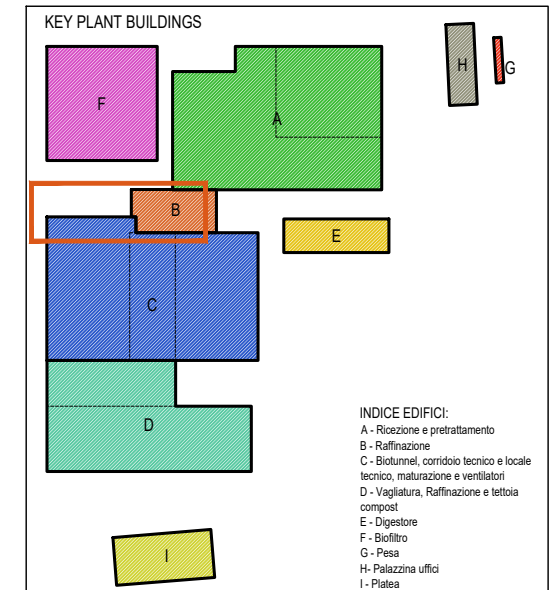 KEY PLANT BUILDINGS
H
G
F
A
B
E
C
D
I
INDICE EDIFICI:
A - Ricezione e pretrattamento
B - Raffinazione
C - Biotunnel, corridoio tecnico e locale
tecnico, maturazione e ventilatori
D - Vagliatura, Raffinazione e tettoia
compost
E - Digestore
F - Biofiltro
G - Pesa
H- Palazzina uffici
I - Platea